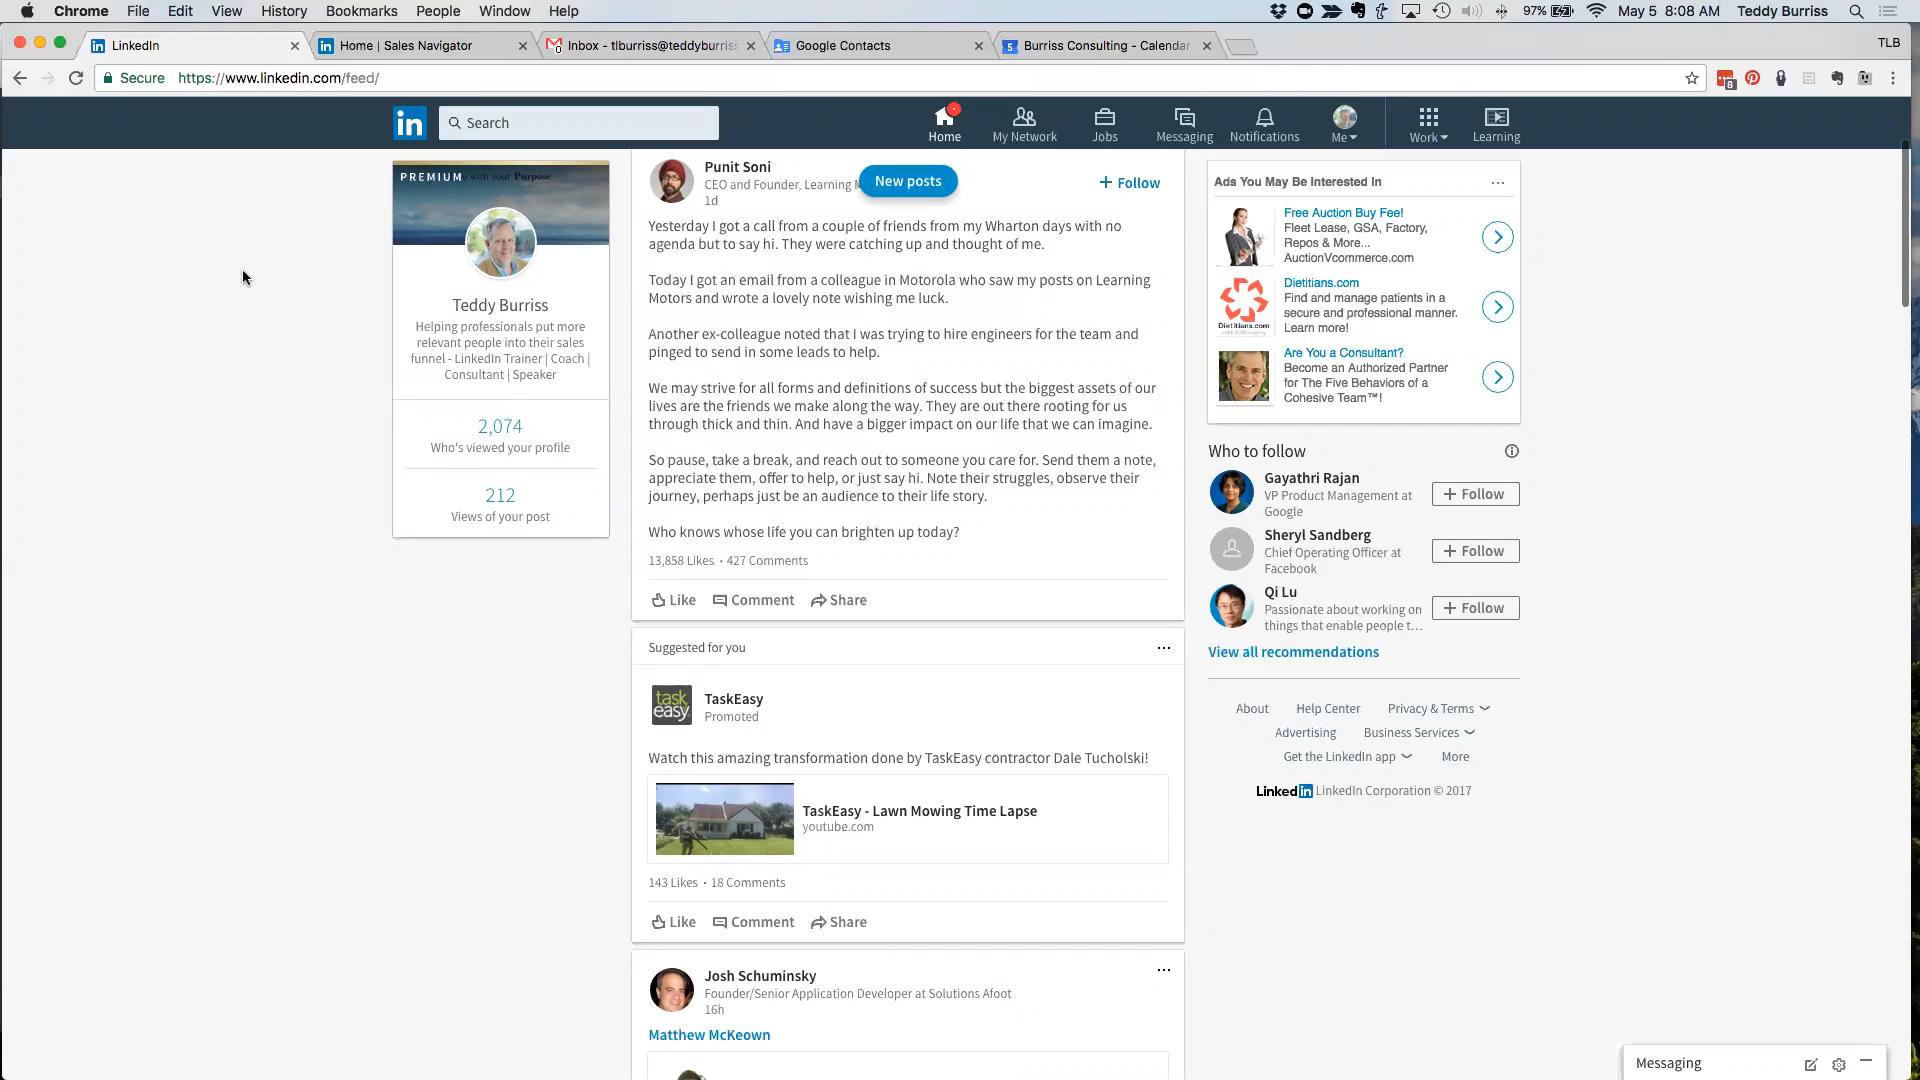 Chrome File Edit View History Bookmarks People Window Help
97% May 5 8:08 AM Teddy Burriss
LinkedIn
Home | Sales Navigator
Inbox - tlburriss@teddyburriss
Google Contacts
Burriss Consulting - Calendar
TLB
Secure https://www.linkedin.com/feed/
8
in Search
Home
My Network
Jobs
Messaging
Notifications
Me
Work
Learning
PREMIUM
with your Purpose.
Teddy Burriss
Helping professionals put more
relevant people into their sales
funnel - LinkedIn Trainer | Coach |
Consultant | Speaker
2,074
Who's viewed your profile
212
Views of your post
Punit Soni
CEO and Founder, Learning M
1d
New posts
+ Follow
Yesterday I got a call from a couple of friends from my Wharton days with no
agenda but to say hi. They were catching up and thought of me.
Today I got an email from a colleague in Motorola who saw my posts on Learning
Motors and wrote a lovely note wishing me luck.
Another ex-colleague noted that I was trying to hire engineers for the team and
pinged to send in some leads to help.
We may strive for all forms and definitions of success but the biggest assets of our
lives are the friends we make along the way. They are out there rooting for us
through thick and thin. And have a bigger impact on our life that we can imagine.
So pause, take a break, and reach out to someone you care for. Send them a note,
appreciate them, offer to help, or just say hi. Note their struggles, observe their
journey, perhaps just be an audience to their life story.
Who knows whose life you can brighten up today?
13,858 Likes • 427 Comments
Like Comment Share
Suggested for you
task
easy
TaskEasy
Promoted
Watch this amazing transformation done by TaskEasy contractor Dale Tucholski!
TaskEasy - Lawn Mowing Time Lapse
youtube.com
143 Likes • 18 Comments
Like Comment Share
Josh Schuminsky
Founder/Senior Application Developer at Solutions Afoot
16h
Matthew McKeown
Ads You May Be Interested In
Free Auction Buy Fee!
Fleet Lease, GSA, Factory,
Repos & More...
AuctionVcommerce.com
Dietitians.com
Dietitians.com
Find and manage patients in a
secure and professional manner.
Learn more!
Are You a Consultant?
Become an Authorized Partner
for The Five Behaviors of a
Cohesive Team™!
Who to follow
Gayathri Rajan
VP Product Management at
Google
+ Follow
Sheryl Sandberg
Chief Operating Officer at
Facebook
+ Follow
Qi Lu
Passionate about working on
things that enable people t...
+ Follow
View all recommendations
About Help Center Privacy & Terms
Advertising Business Services
Get the LinkedIn app More
LinkedIn LinkedIn Corporation © 2017
Messaging